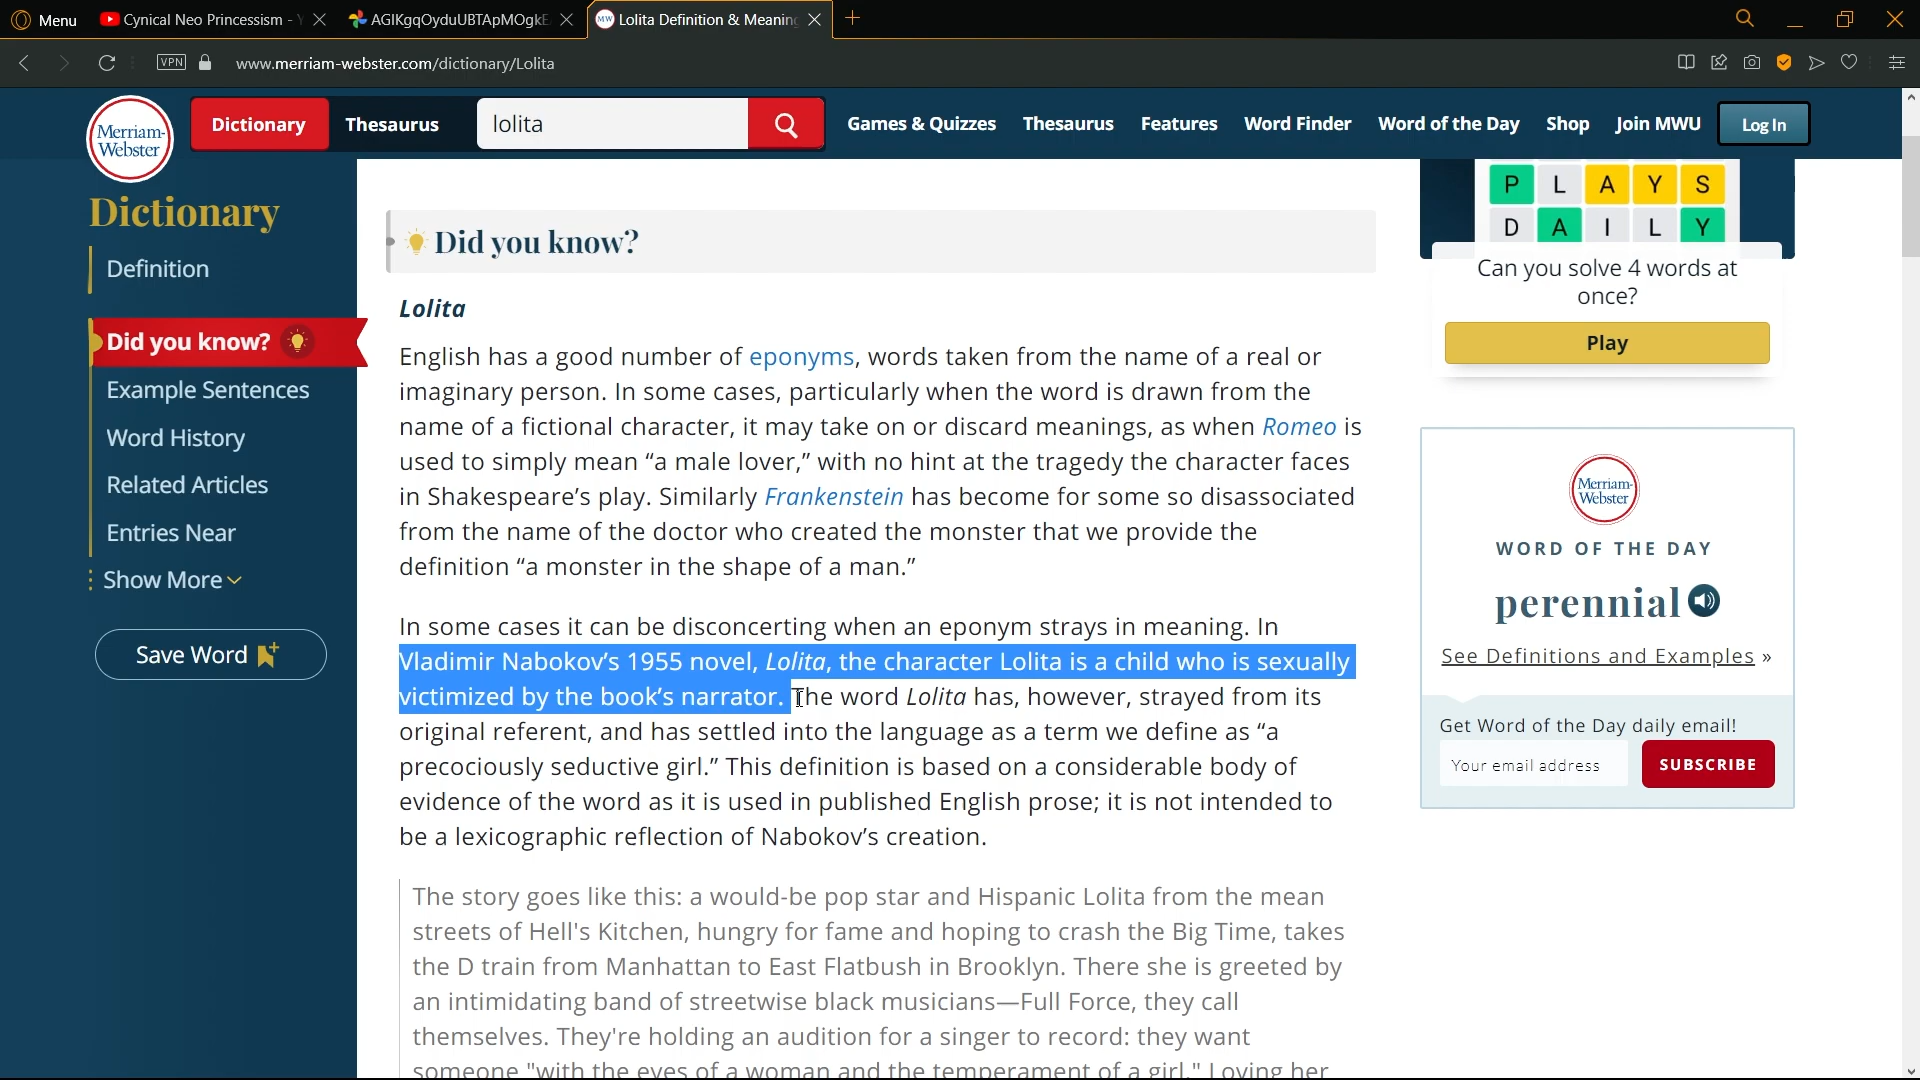 Menu
Cynical Neo Princessism -
AGIKgqOyduUBTApMOgkE
Lolita Definition & Meaning
VPN
www.merriam-webster.com/dictionary/Lolita
Merriam-
Webster
Dictionary
Thesaurus
lolita
Games & Quizzes
Thesaurus
Features
Word Finder
Word of the Day
Shop
Join MWU
Log In
Dictionary
Definition
Did you know?
Example Sentences
Word History
Related Articles
Entries Near
Show More
Save Word
Did you know?
Lolita
English has a good number of eponyms, words taken from the name of a real or
imaginary person. In some cases, particularly when the word is drawn from the
name of a fictional character, it may take on or discard meanings, as when Romeo is
used to simply mean “a male lover,” with no hint at the tragedy the character faces
in Shakespeare’s play. Similarly Frankenstein has become for some so disassociated
from the name of the doctor who created the monster that we provide the
definition “a monster in the shape of a man.”
In some cases it can be disconcerting when an eponym strays in meaning. In
Vladimir Nabokov’s 1955 novel, Lolita, the character Lolita is a child who is sexually
victimized by the book’s narrator. The word Lolita has, however, strayed from its
original referent, and has settled into the language as a term we define as “a
precociously seductive girl.” This definition is based on a considerable body of
evidence of the word as it is used in published English prose; it is not intended to
be a lexicographic reflection of Nabokov’s creation.
The story goes like this: a would-be pop star and Hispanic Lolita from the mean
streets of Hell's Kitchen, hungry for fame and hoping to crash the Big Time, takes
the D train from Manhattan to East Flatbush in Brooklyn. There she is greeted by
an intimidating band of streetwise black musicians—Full Force, they call
themselves. They're holding an audition for a singer to record: they want
someone "with the eyes of a woman and the temperament of a girl." Loving her
PLAYS
DAILY
Can you solve 4 words at
once?
Play
Merriam-
Webster
WORD OF THE DAY
perennial
See Definitions and Examples »
Get Word of the Day daily email!
Your email address
SUBSCRIBE